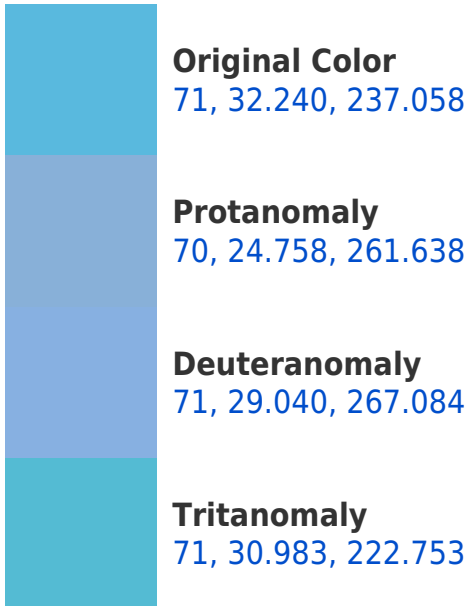 Original Color
71, 32.240, 237.058
Protanomaly
70, 24.758, 261.638
Deuteranomaly
71, 29.040, 267.084
Tritanomaly
71, 30.983, 222.753